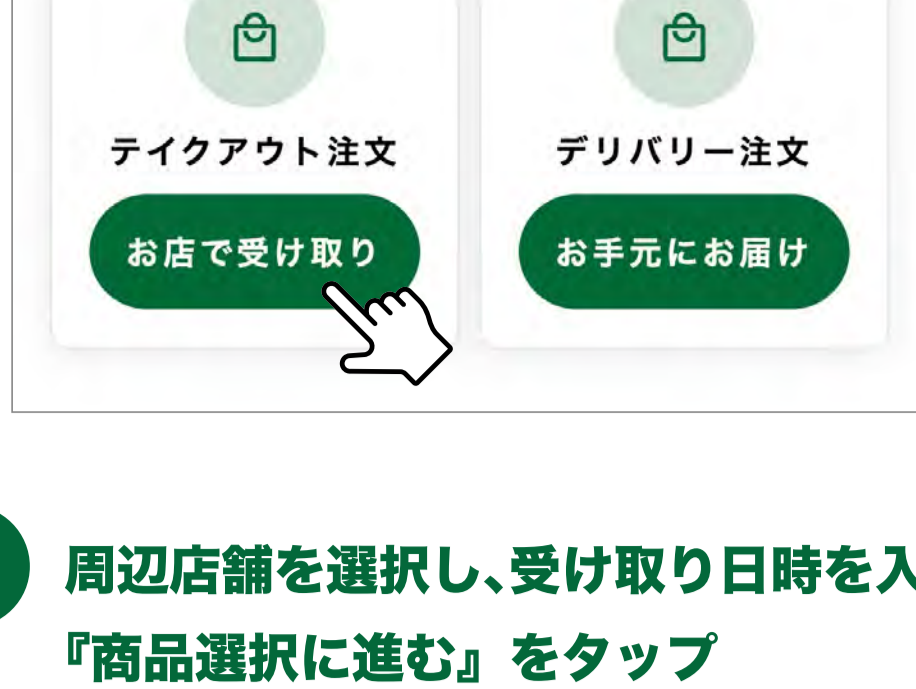 テイクアウト注文
お店で受け取り
デリバリー注文
お手元にお届け
周辺店舗を選択し、受け取り日時を入
『商品選択に進む』をタップ